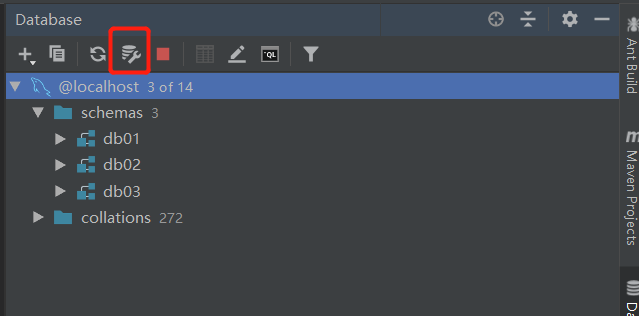 Database
QL
@localhost 3 of 14
schemas 3
db01
db02
db03
collations 272
Ant Build
m
Maven Projects
Da